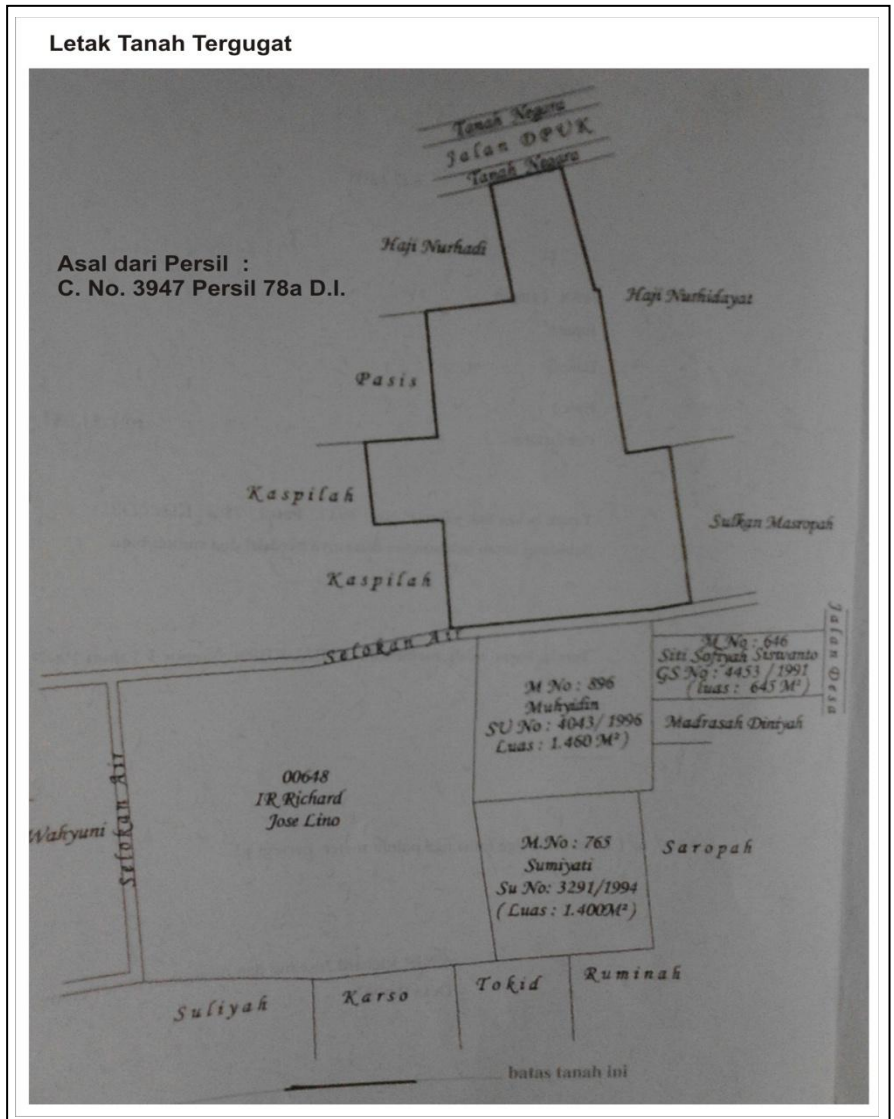 Letak Tanah Tergugat
Tanah Negara
Jalan DPUK
Tanah Negara
Haji Nurhadi
Asal dari Persil :
C. No. 3947 Persil 78a D.I.
Haji Nurhidayat
Pasis
Kaspilah
Sulkan Masropah
Kaspilah
Selokan Air
Jalan Desa
M No : 646
Siti Sofiyah Siswanto
GS No : 4453 / 1991
( luas : 645 M² )
M No : 896
Muhyidin
SU No : 4043/ 1996
Luas : 1.460 M² )
Madrasah Diniyah
Selokan Air
00648
IR Richard
Jose Lino
Wahyuni
M.No : 765
Sumiyati
Su No: 3291/1994
( Luas : 1.400M² )
Saropah
Suliyah
Karso
Tokid
Ruminah
batas tanah ini